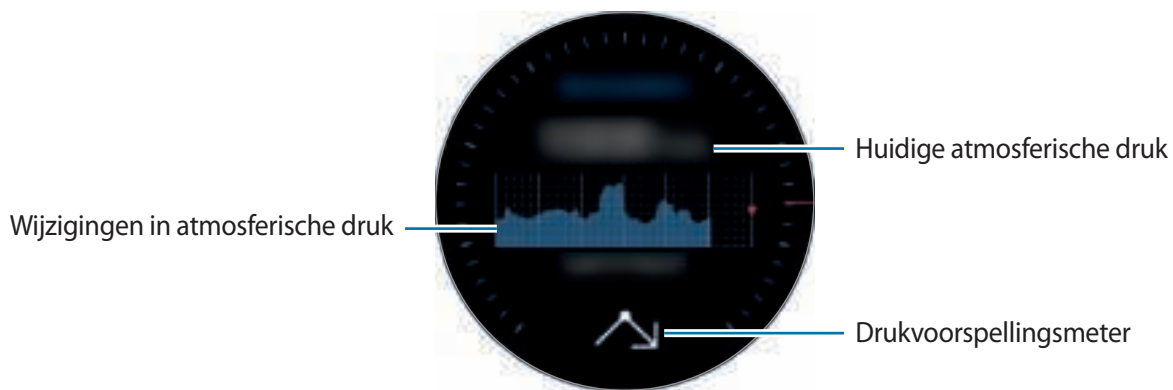 Huidige atmosferische druk
Wijzigingen in atmosferische druk
Drukvoorspellingsmeter